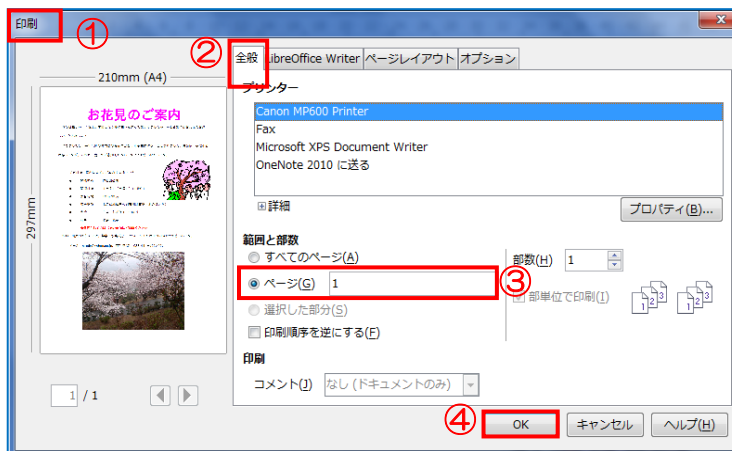 印刷
①
②
全般 LibreOffice Writer ページレイアウト オプション
210mm (A4)
297mm
お花見のご案内
プリンター
Canon MP600 Printer
Fax
Microsoft XPS Document Writer
OneNote 2010 に送る
詳細
プロパティ(B)...
範囲と部数
すべてのページ(A)
ページ(G) 1
③
選択した部分(S)
印刷順序を逆にする(F)
部数(H) 1
部単位で印刷(I)
1 2 3 1 2 3
印刷
コメント(J) なし (ドキュメントのみ)
1 / 1
④
OK キャンセル ヘルプ(H)